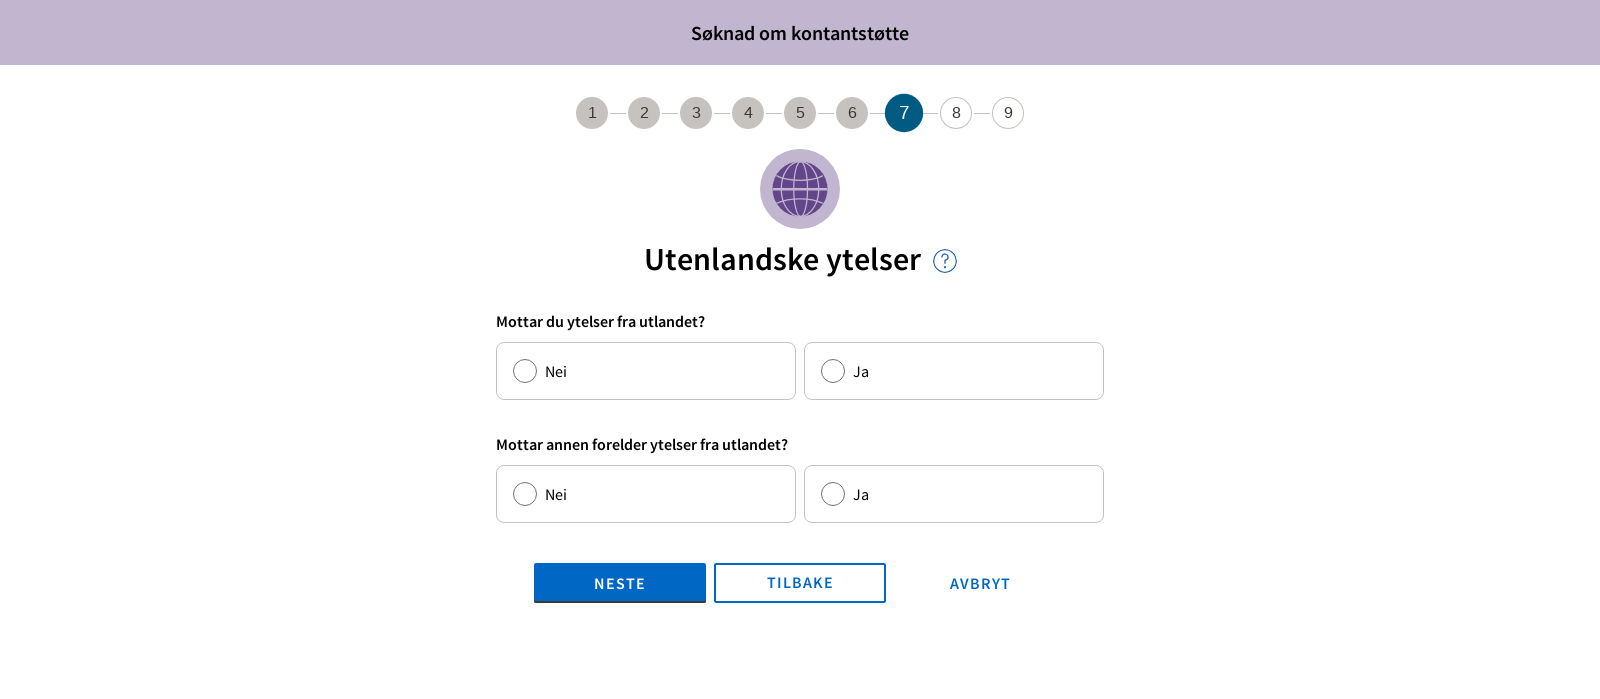 Søknad om kontantstøtte
1 2 3 4 5 6 7 8 9
Utenlandske ytelser ?
Mottar du ytelser fra utlandet?
Nei Ja
Mottar annen forelder ytelser fra utlandet?
Nei Ja
NESTE TILBAKE AVBRYT